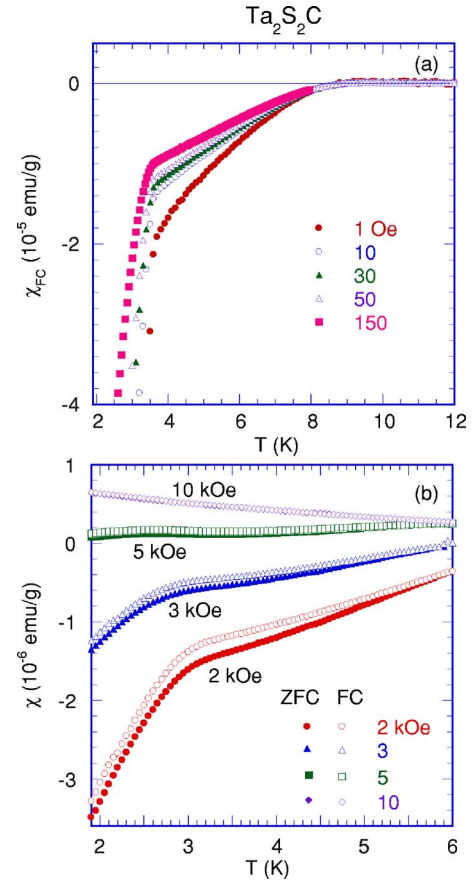 Ta₂S₂C
(a)
0
-2
-4
χ_FC (10⁻⁵ emu/g)
1 Oe
10
30
50
150
2 4 6 8 10 12
T (K)
(b)
1
0
-1
-2
-3
χ (10⁻⁶ emu/g)
10 kOe
5 kOe
3 kOe
2 kOe
ZFC FC
2 kOe
3
5
10
2 3 4 5 6
T (K)